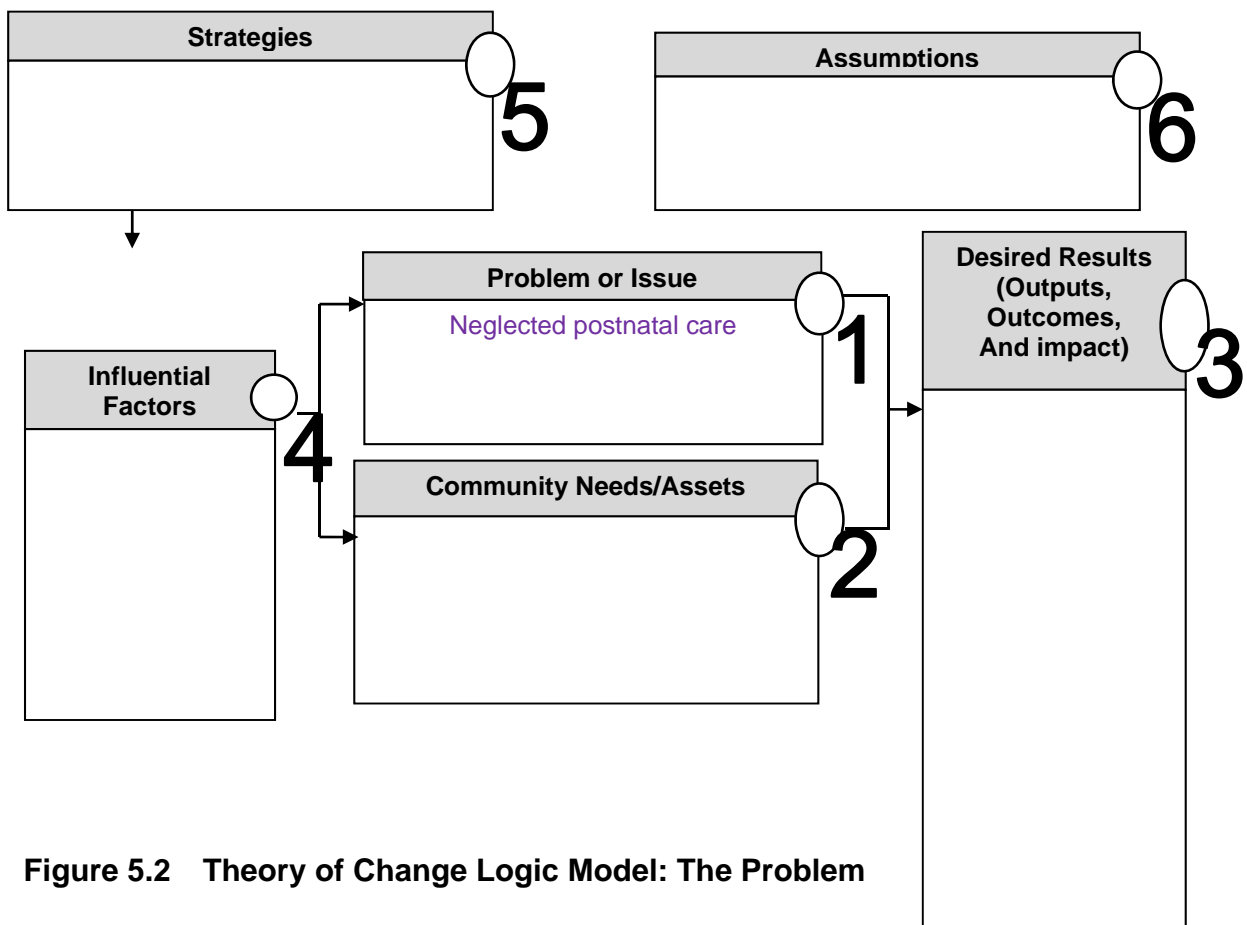 Strategies
5
Assumptions
6
Problem or Issue
1
Neglected postnatal care
Desired Results
(Outputs,
Outcomes,
And impact)
3
Influential
Factors
4
Community Needs/Assets
2
Figure 5.2 Theory of Change Logic Model: The Problem